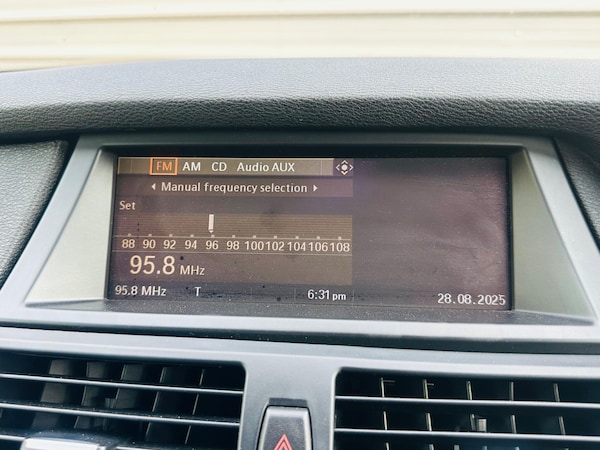 FM AM CD Audio AUX
Manual frequency selection
Set
88 90 92 94 96 98 100 102 104 106 108
95.8 MHz
95.8 MHz T 6:31 pm 28.08.2025